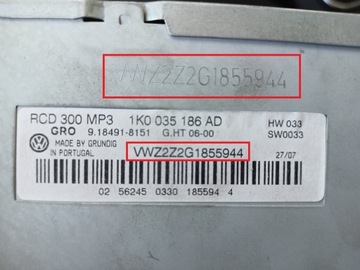 VWZ2Z2G1855944
RCD 300 MP3 1K0 035 186 AD HW 033
GRO 9.18491-8151 G.HT 06-00 SW0033
MADE BY GRUNDIG
IN PORTUGAL VWZ2Z2G1855944 27/07
02 56245 0330 185594 4